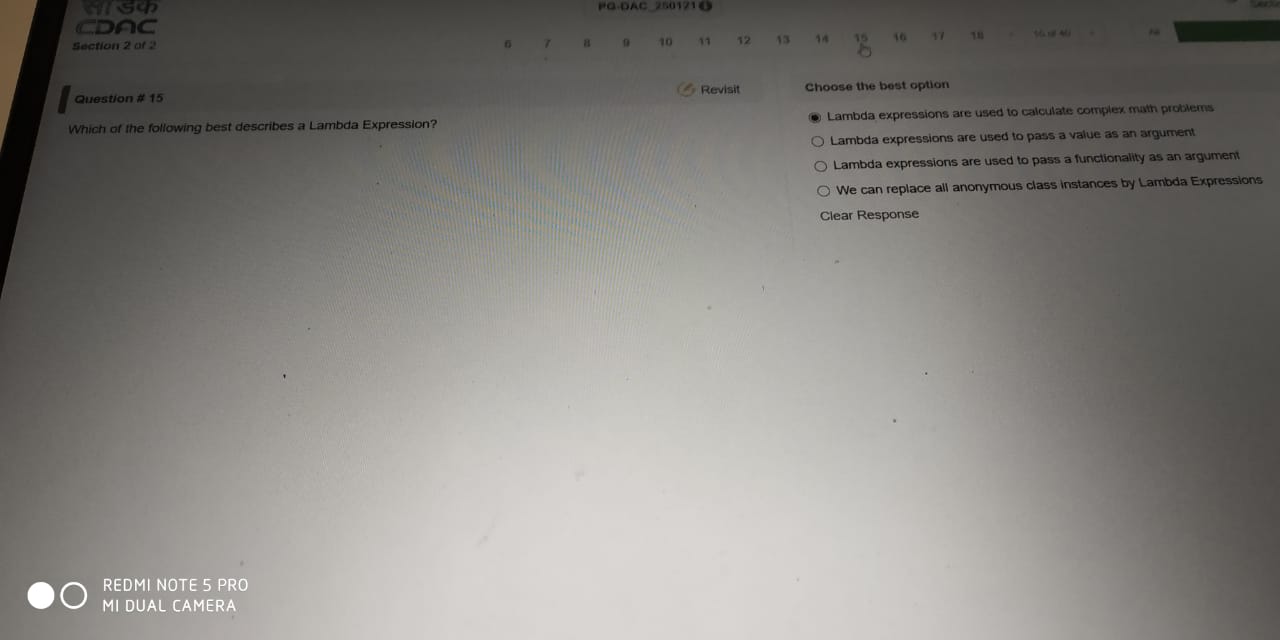 सी डैक
PG-DAC_250121
CDAC
Section 2 of 2
6 7 8 9 10 11 12 13 14 15 16 17 18
All
Question # 15
Revisit
Which of the following best describes a Lambda Expression?
Choose the best option
Lambda expressions are used to calculate complex math problems
Lambda expressions are used to pass a value as an argument
Lambda expressions are used to pass a functionality as an argument
We can replace all anonymous class instances by Lambda Expressions
Clear Response
REDMI NOTE 5 PRO
MI DUAL CAMERA